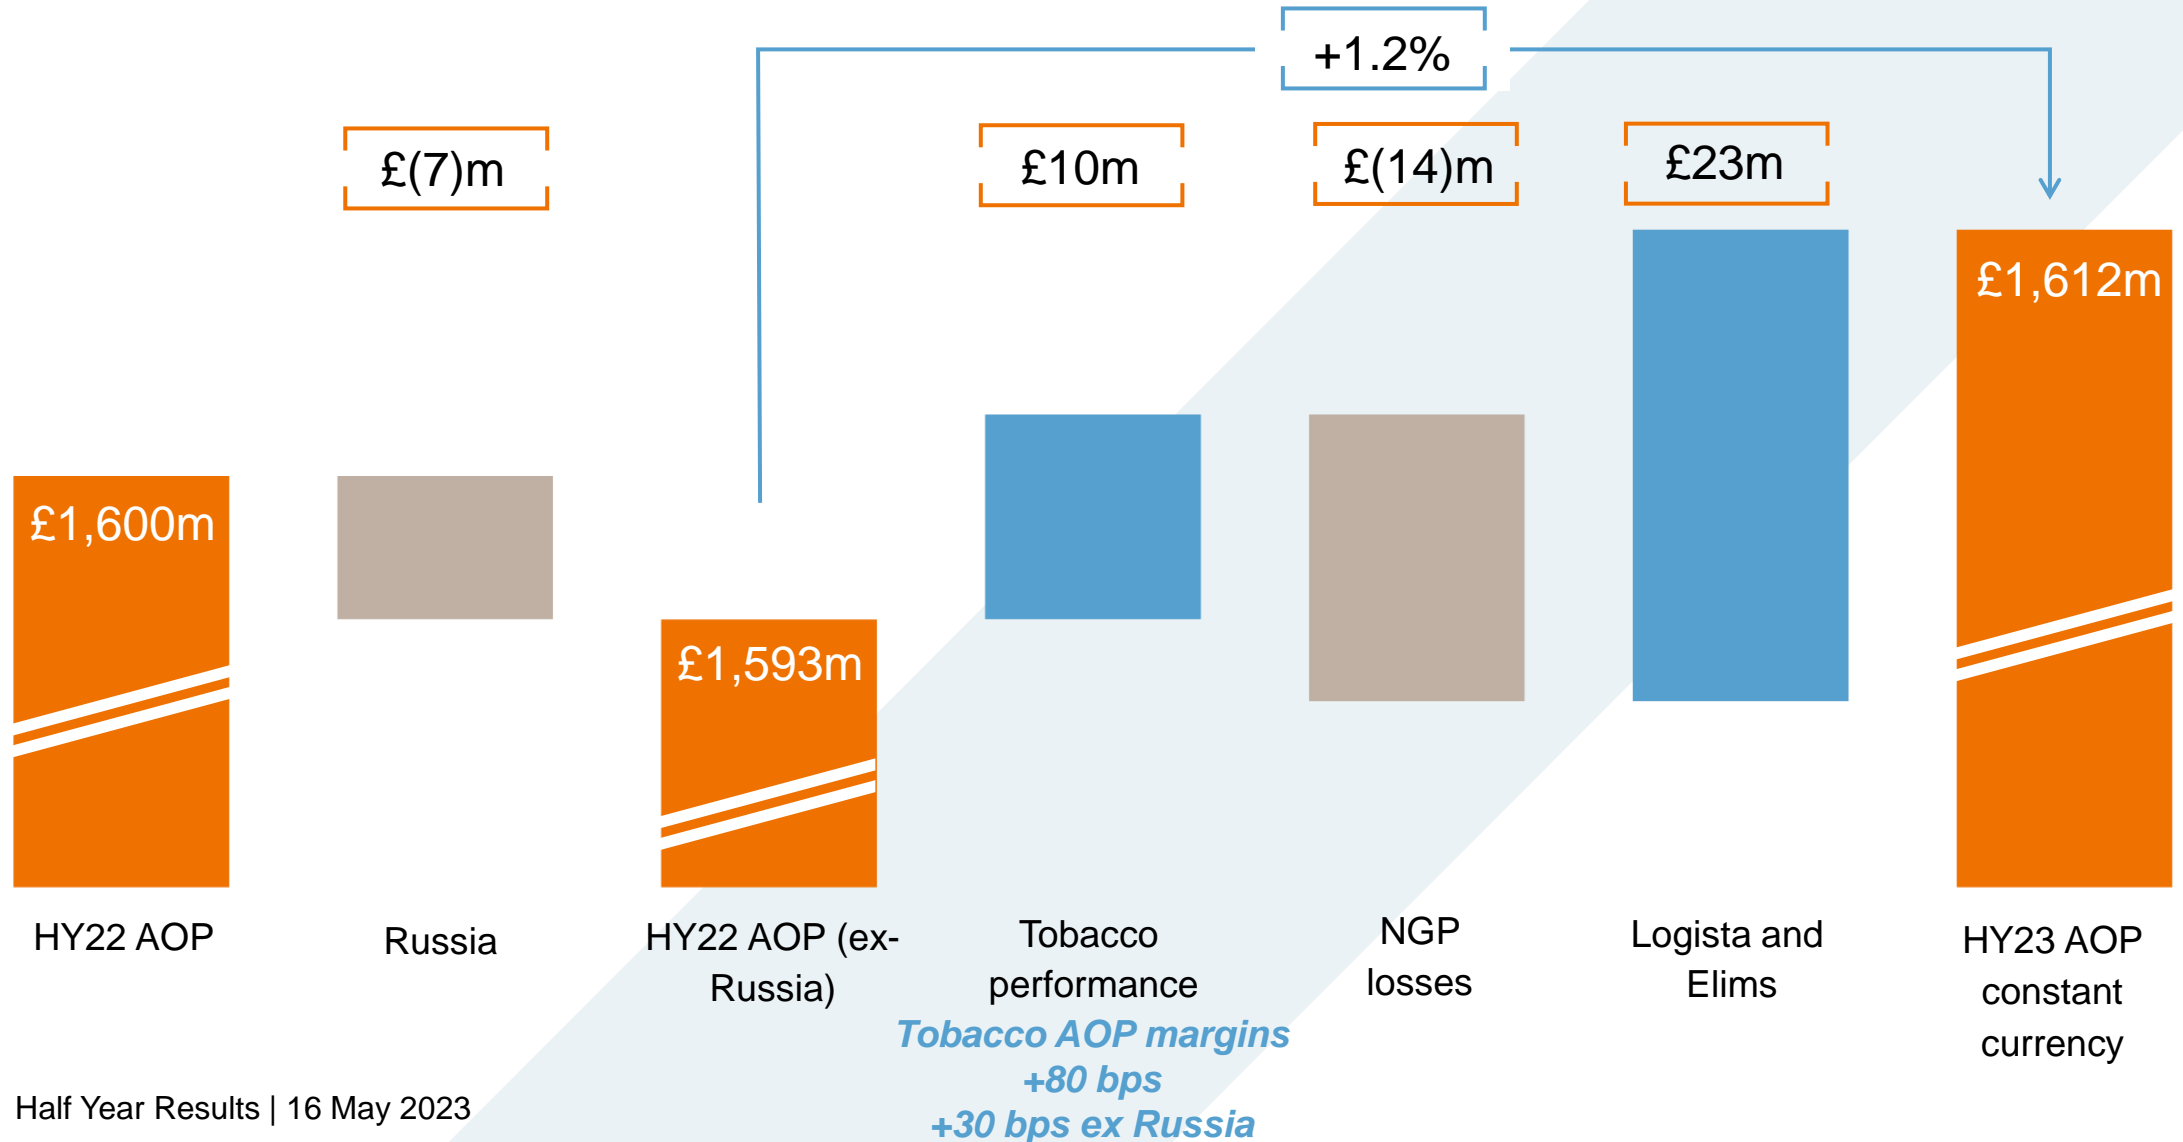 +1.2%
£(7)m
£10m
£(14)m
£23m
£1,600m
£1,593m
£1,612m
HY22 AOP
Russia
HY22 AOP (ex-
Russia)
Tobacco
performance
Tobacco AOP margins
+80 bps
+30 bps ex Russia
NGP
losses
Logista and
Elims
HY23 AOP
constant
currency
Half Year Results | 16 May 2023